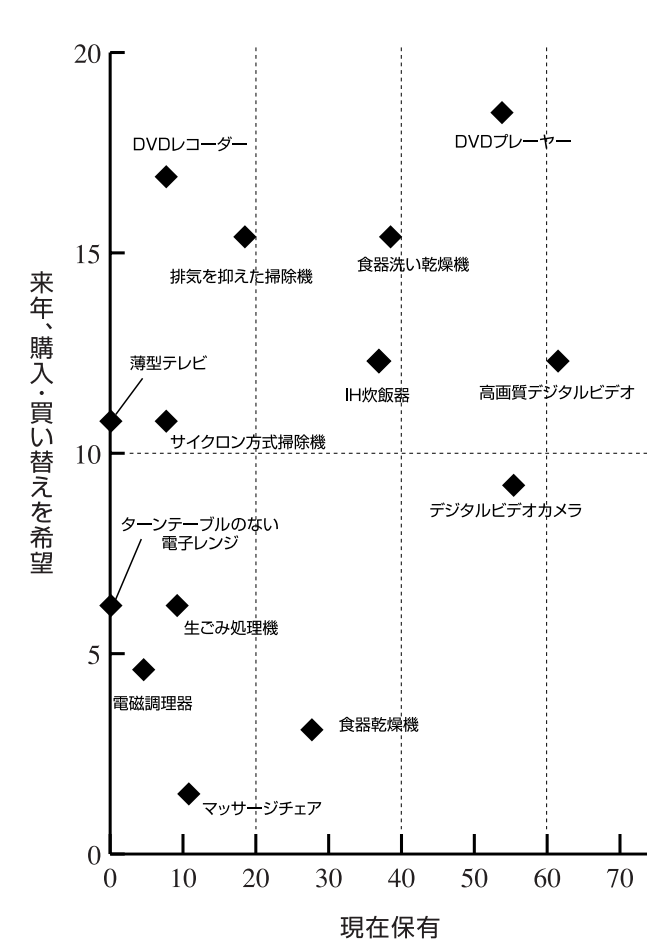 20
DVDレコーダー
DVDプレーヤー
15
排気を抑えた掃除機
食器洗い乾燥機
薄型テレビ
IH炊飯器
高画質デジタルビデオ
サイクロン方式掃除機
10
デジタルビデオカメラ
ターンテーブルのない
電子レンジ
生ごみ処理機
5
電磁調理器
食器乾燥機
マッサージチェア
0
0 10 20 30 40 50 60 70
来年、購入・買い替えを希望
現在保有